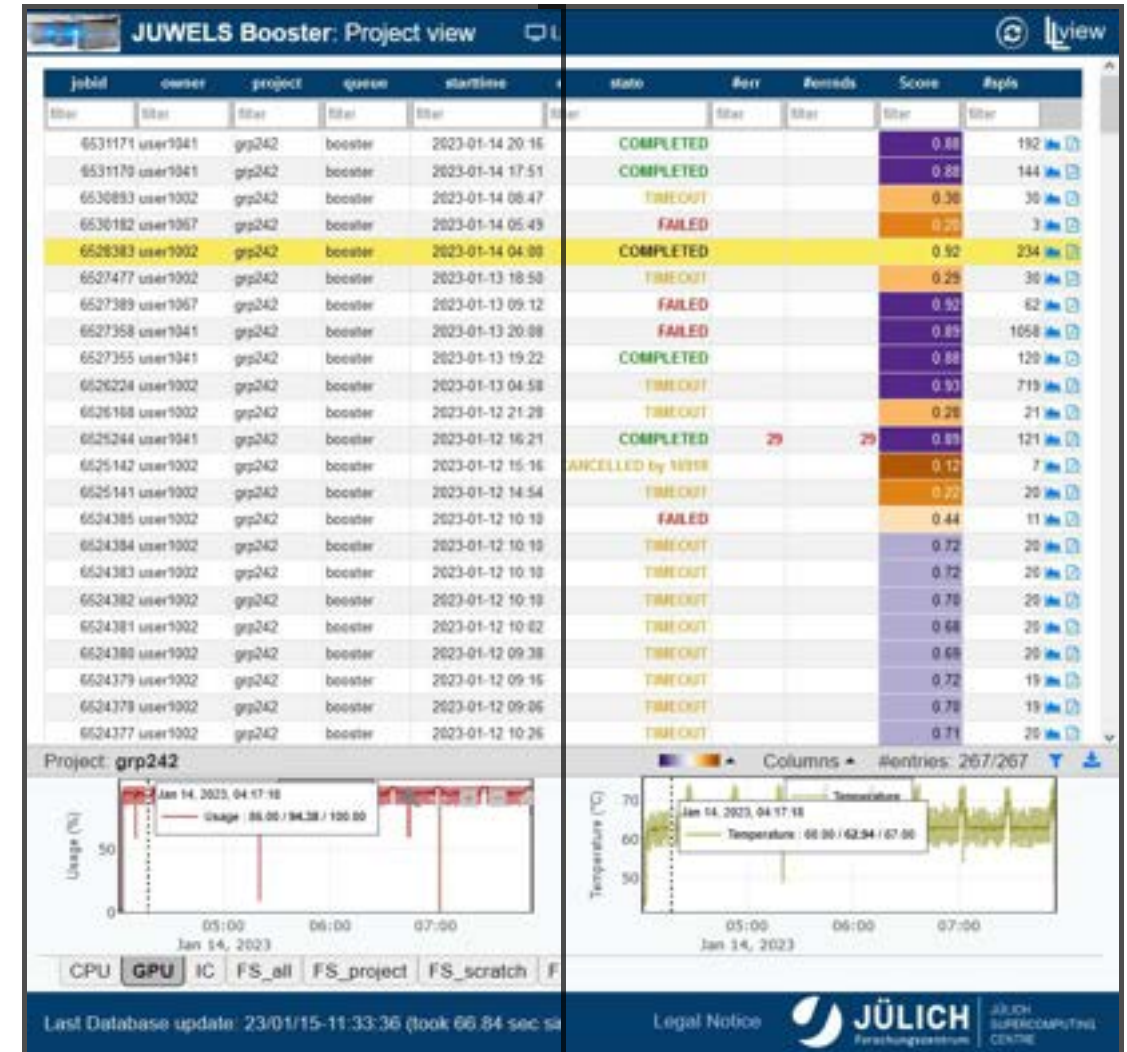 JUWELS Booster: Project view
LLview
jobid owner project queue starttime state #err #errnds Score #spls
filter filter filter filter filter filter filter filter filter
6531171 user1041 grp242 booster 2023-01-14 20:16 COMPLETED 0.88 192
6531170 user1041 grp242 booster 2023-01-14 17:51 COMPLETED 0.88 144
6530893 user1002 grp242 booster 2023-01-14 08:47 TIMEOUT 0.30 30
6530182 user1067 grp242 booster 2023-01-14 05:49 FAILED 0.20 3
6528383 user1002 grp242 booster 2023-01-14 04:00 COMPLETED 0.92 234
6527477 user1002 grp242 booster 2023-01-13 18:50 TIMEOUT 0.29 30
6527389 user1067 grp242 booster 2023-01-13 09:12 FAILED 0.92 62
6527358 user1041 grp242 booster 2023-01-13 20:08 FAILED 0.89 1058
6527355 user1041 grp242 booster 2023-01-13 19:22 COMPLETED 0.88 120
6526224 user1002 grp242 booster 2023-01-13 04:58 TIMEOUT 0.93 719
6526168 user1002 grp242 booster 2023-01-12 21:28 TIMEOUT 0.28 21
6525244 user1041 grp242 booster 2023-01-12 16:21 COMPLETED 29 29 0.89 121
6525142 user1002 grp242 booster 2023-01-12 15:16 CANCELLED by 0.12 7
6525141 user1002 grp242 booster 2023-01-12 14:54 TIMEOUT 0.22 20
6524385 user1002 grp242 booster 2023-01-12 10:10 FAILED 0.44 11
6524384 user1002 grp242 booster 2023-01-12 10:10 TIMEOUT 0.72 20
6524383 user1002 grp242 booster 2023-01-12 10:10 TIMEOUT 0.72 20
6524382 user1002 grp242 booster 2023-01-12 10:10 TIMEOUT 0.70 20
6524381 user1002 grp242 booster 2023-01-12 10:02 TIMEOUT 0.68 20
6524380 user1002 grp242 booster 2023-01-12 09:38 TIMEOUT 0.69 20
6524379 user1002 grp242 booster 2023-01-12 09:16 TIMEOUT 0.72 19
6524378 user1002 grp242 booster 2023-01-12 09:06 TIMEOUT 0.70 19
6524377 user1002 grp242 booster 2023-01-12 10:26 TIMEOUT 0.71 20
Project: grp242 Columns #entries: 267/267
Usage (%)
50
0
Jan 14, 2023, 04:17:18
Usage : 86.00 / 94.38 / 100.00
05:00 06:00 07:00
Jan 14, 2023
Temperature (°C)
70
60
50
Temperature
Jan 14, 2023, 04:17:18
Temperature : 60.00 / 62.94 / 67.00
05:00 06:00 07:00
Jan 14, 2023
CPU GPU IC FS_all FS_project FS_scratch F
Last Database update: 23/01/15-11:33:36 (took 66.84 sec
Legal Notice
JÜLICH
Forschungszentrum
JÜLICH
SUPERCOMPUTING
CENTRE